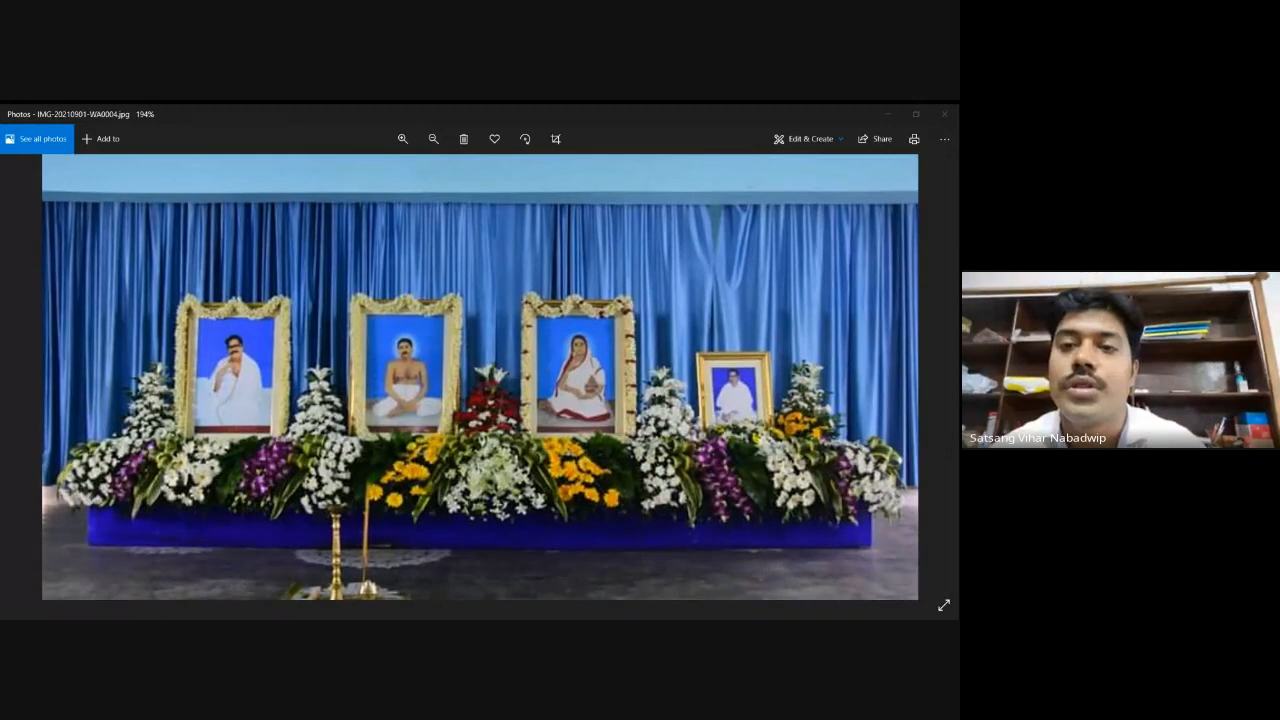 Photos - IMG-20210901-WA0004.jpg 194%
See all photos
Add to
Edit & Create
Share
Satsang Vihar Nabadwip